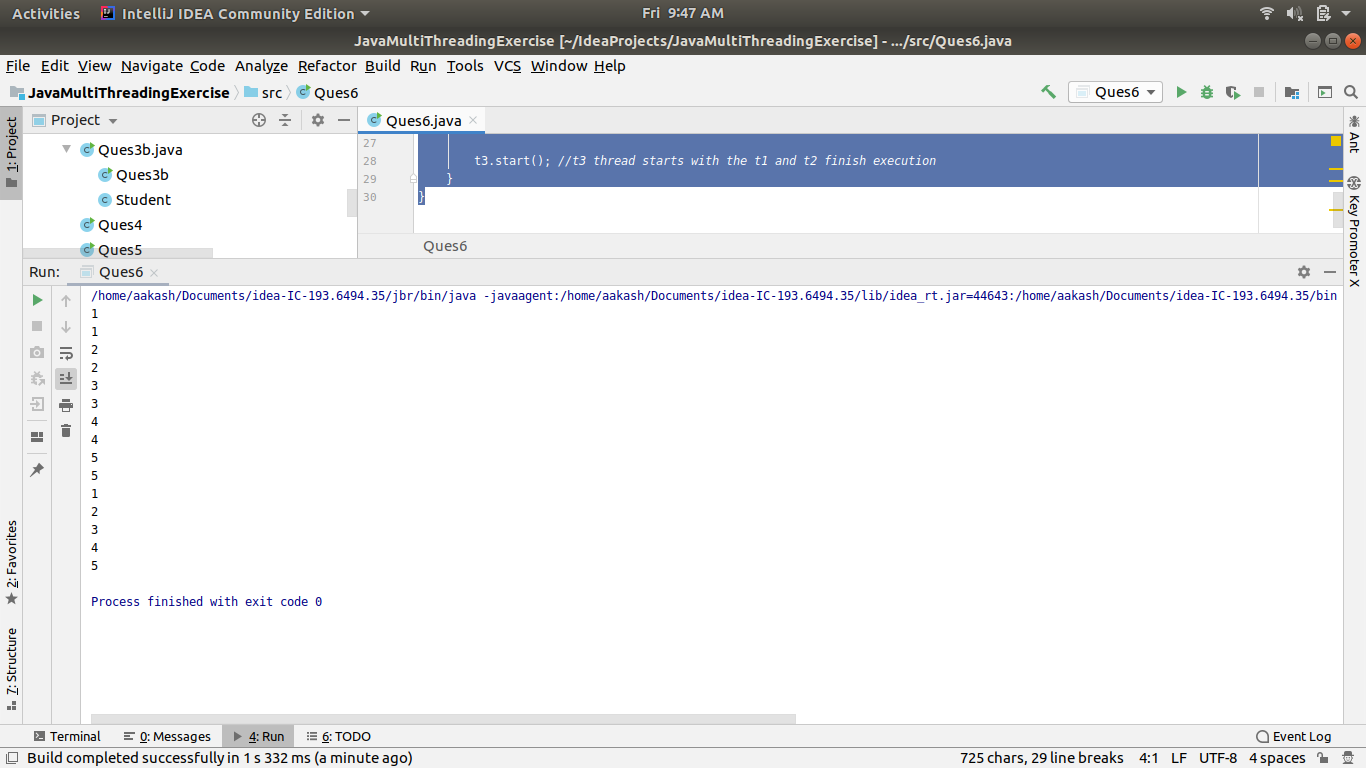 Activities IntelliJ IDEA Community Edition Fri 9:47 AM
JavaMultiThreadingExercise [~/IdeaProjects/JavaMultiThreadingExercise] - .../src/Ques6.java
File Edit View Navigate Code Analyze Refactor Build Run Tools VCS Window Help
JavaMultiThreadingExercise src Ques6 Ques6
1: Project
Project
Ques3b.java
Ques3b
Student
Ques4
Ques5
Ques6.java
27
28 t3.start(); //t3 thread starts with the t1 and t2 finish execution
29 }
30 }
Ques6
Ant
Key Promoter X
Run: Ques6
/home/aakash/Documents/idea-IC-193.6494.35/jbr/bin/java -javaagent:/home/aakash/Documents/idea-IC-193.6494.35/lib/idea_rt.jar=44643:/home/aakash/Documents/idea-IC-193.6494.35/bin
1
1
2
2
3
3
4
4
5
5
1
2
3
4
5
Process finished with exit code 0
2: Favorites
7: Structure
Terminal 0: Messages 4: Run 6: TODO Event Log
Build completed successfully in 1 s 332 ms (a minute ago) 725 chars, 29 line breaks 4:1 LF UTF-8 4 spaces